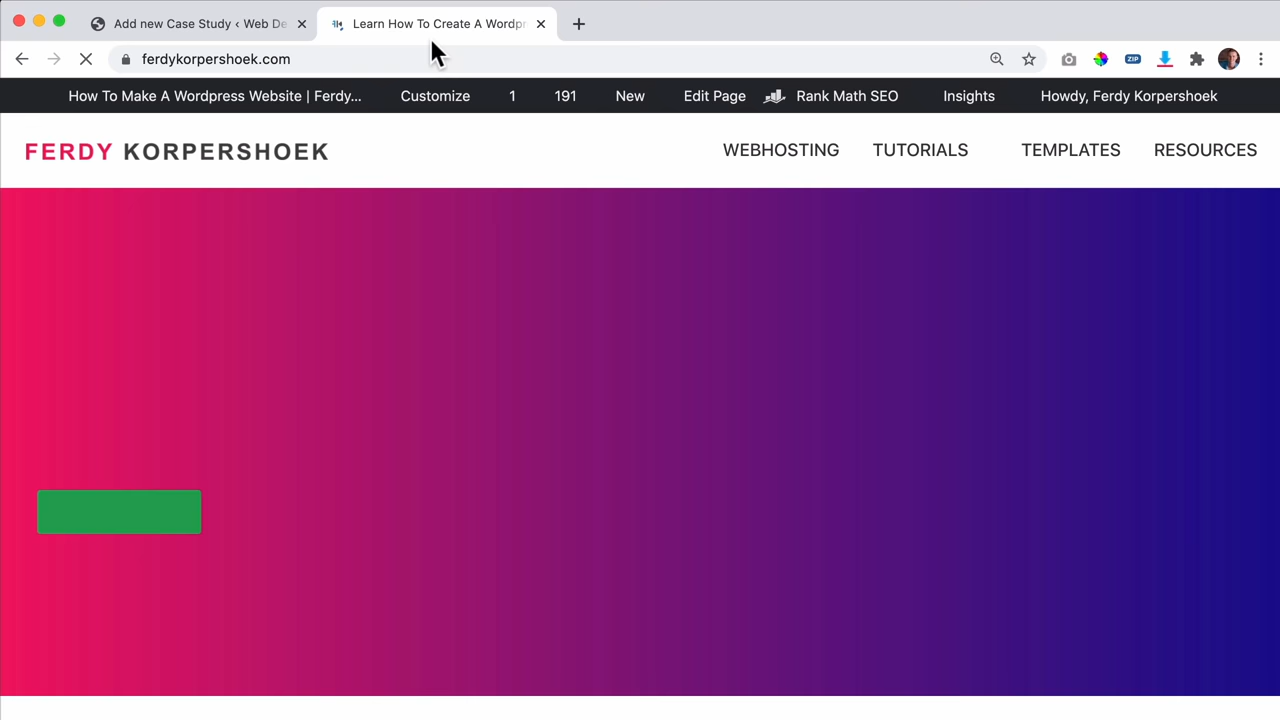 Add new Case Study ‹ Web De
Learn How To Create A Wordpr
ferdykorpershoek.com
ZIP
How To Make A Wordpress Website | Ferdy... Customize 1 191 New Edit Page Rank Math SEO Insights Howdy, Ferdy Korpershoek
FERDY KORPERSHOEK
WEBHOSTING TUTORIALS TEMPLATES RESOURCES